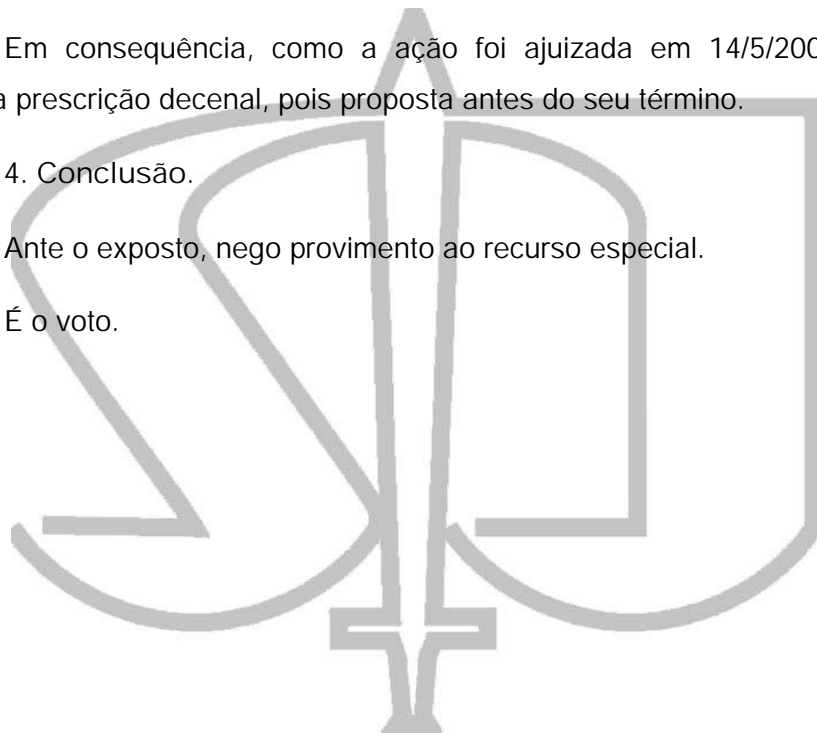 Em consequência, como a ação foi ajuizada em 14/5/200
a prescrição decenal, pois proposta antes do seu término.
4. Conclusão.
Ante o exposto, nego provimento ao recurso especial.
É o voto.